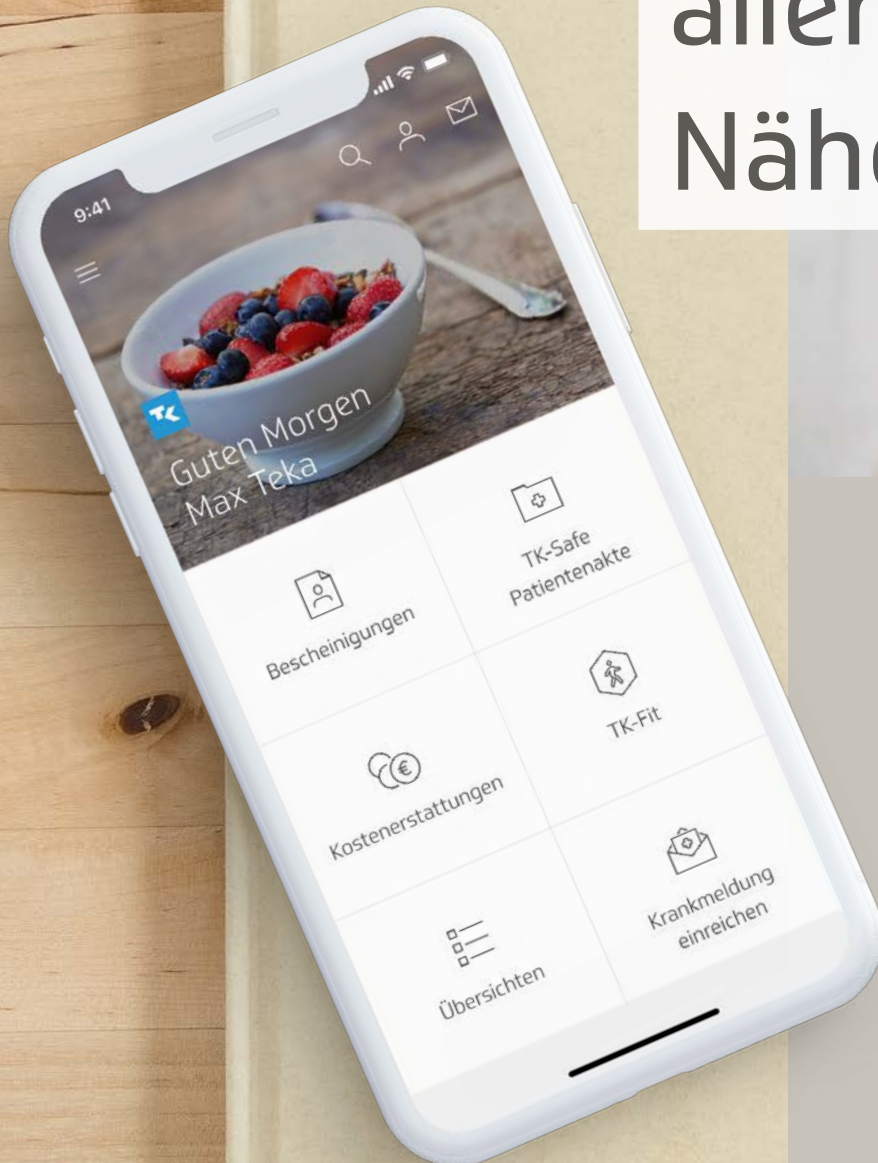 aller
Nähe
9:41
TK
Guten Morgen
Max Teka
Bescheinigungen
TK-Safe
Patientenakte
Kostenerstattungen
TK-Fit
Übersichten
Krankmeldung
einreichen